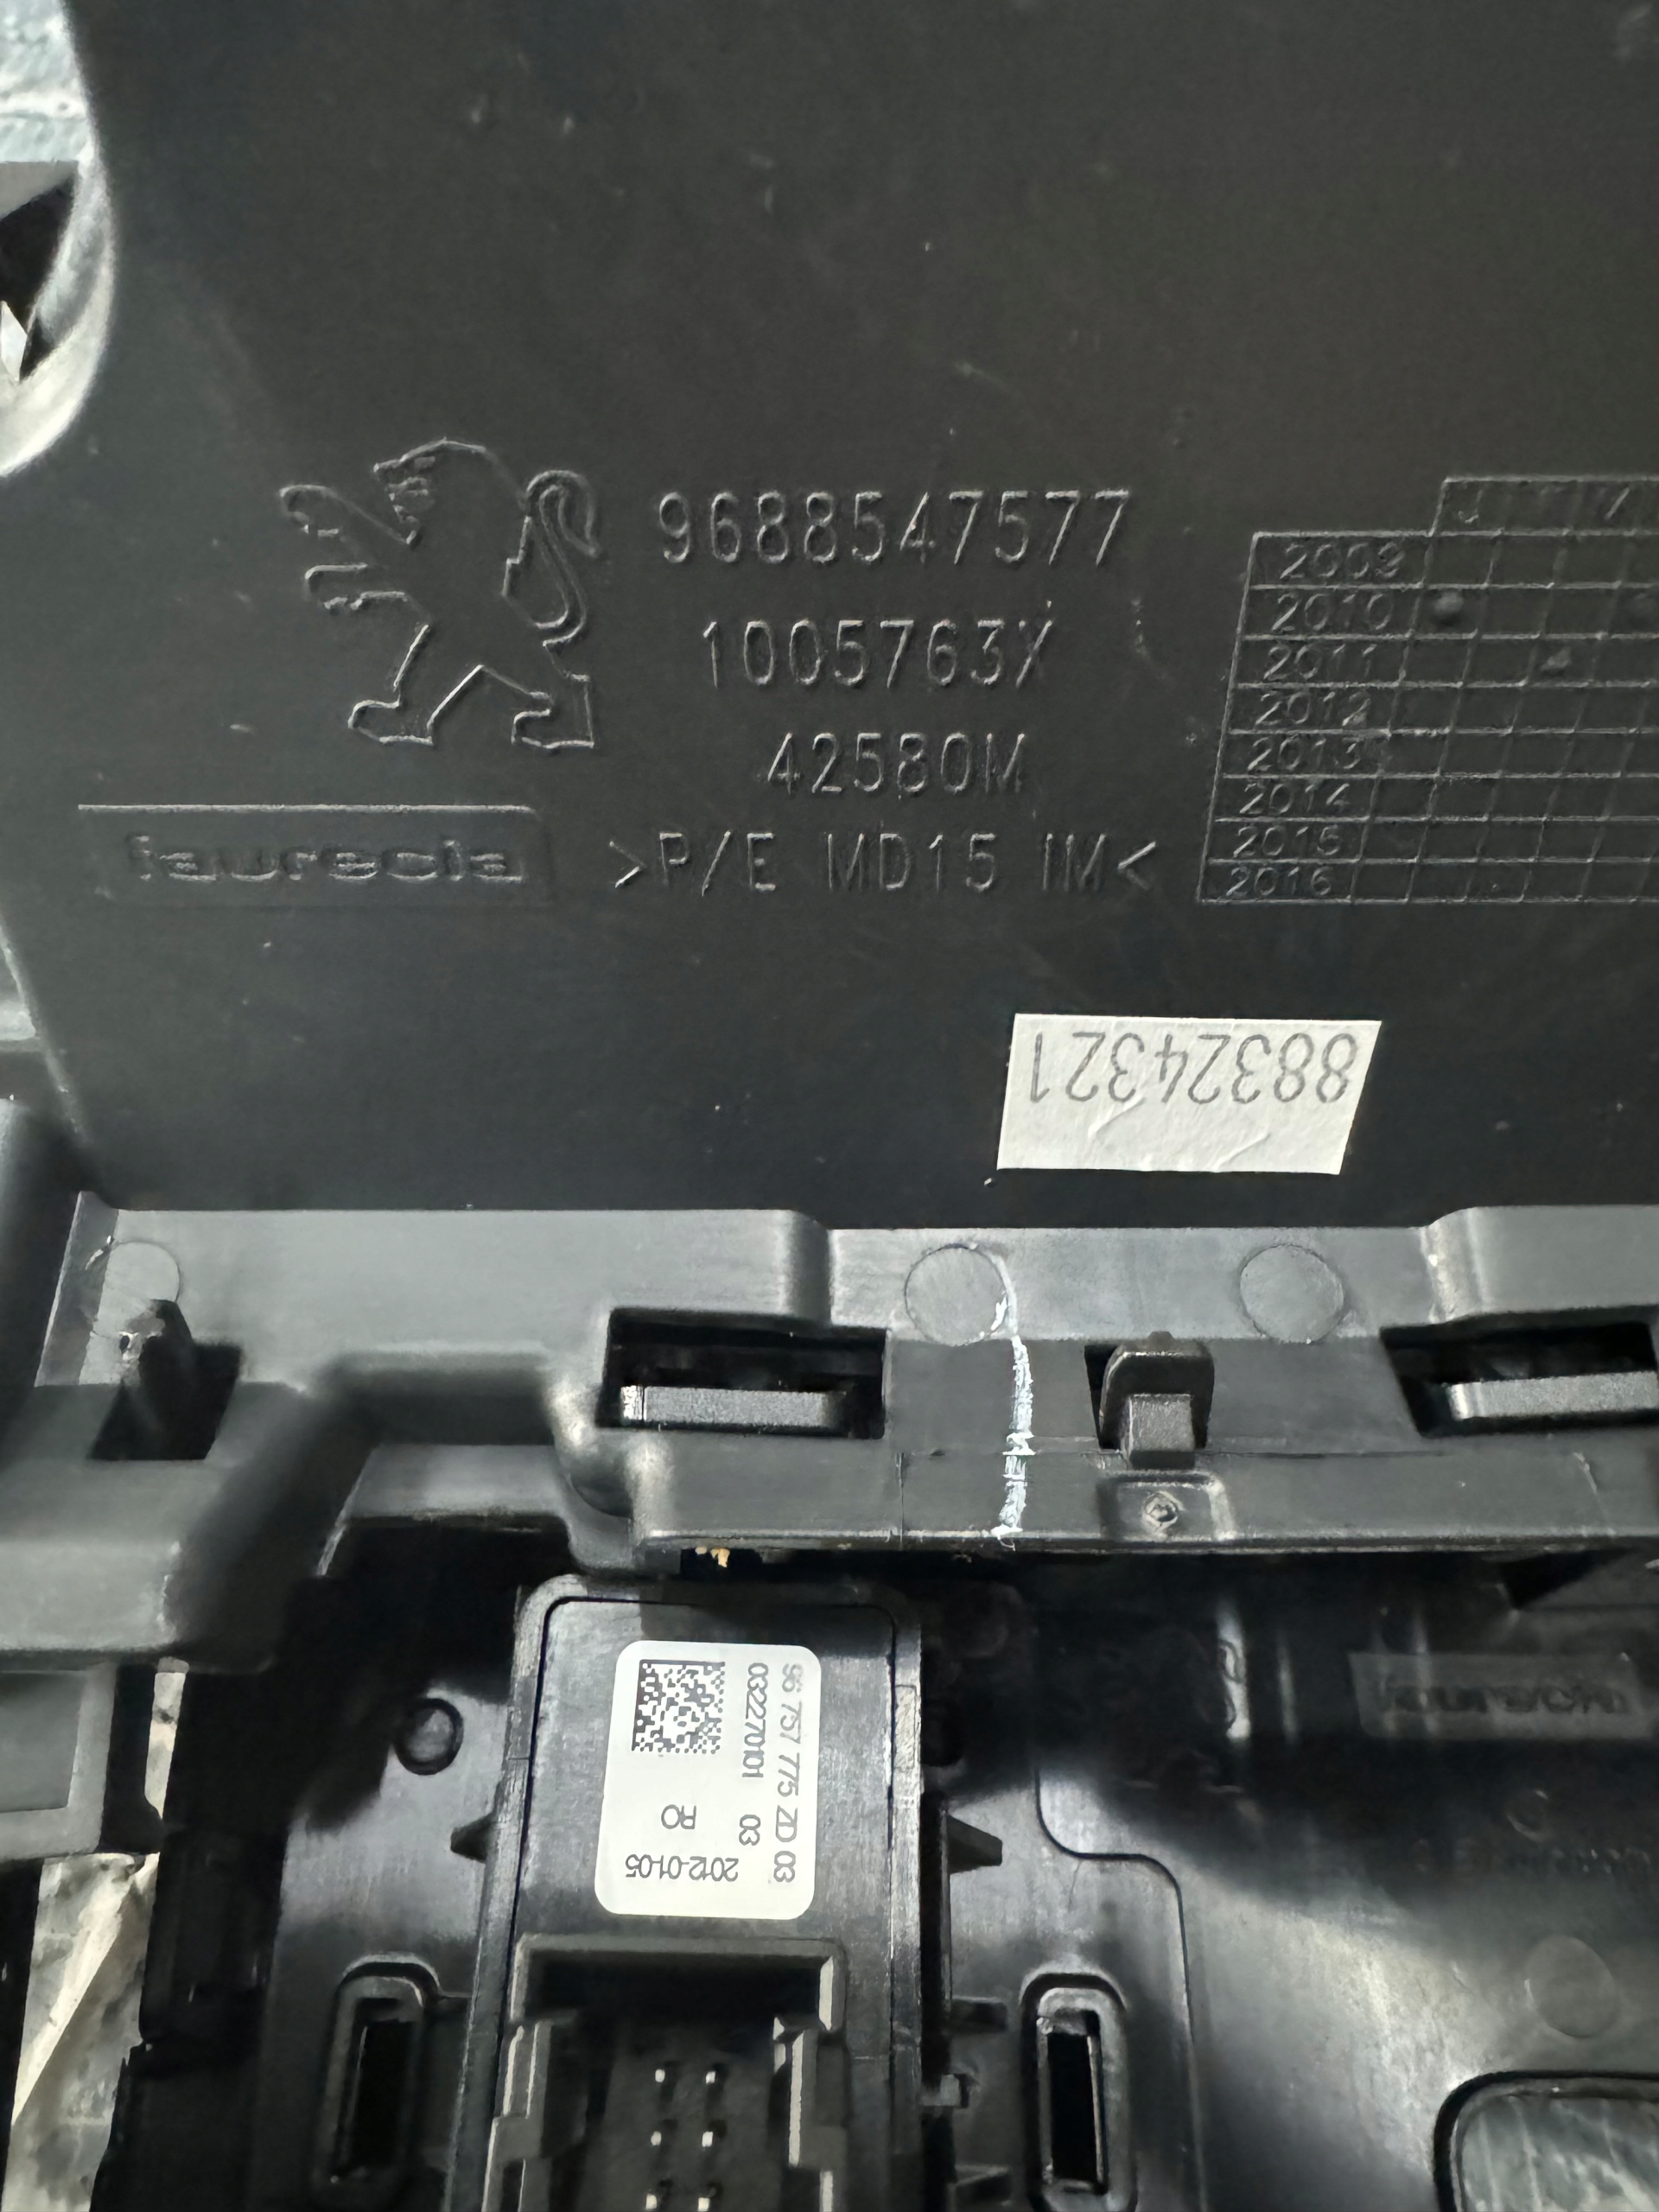 9688547577
1005763X
42580M
>P/E MD15 IM<
faurecia
J
2009
2010
2011
2012
2013
2014
2015
2016
88324321
96 757 775 ZD 03
032270101 03
RO 2012-01-05
faurecia